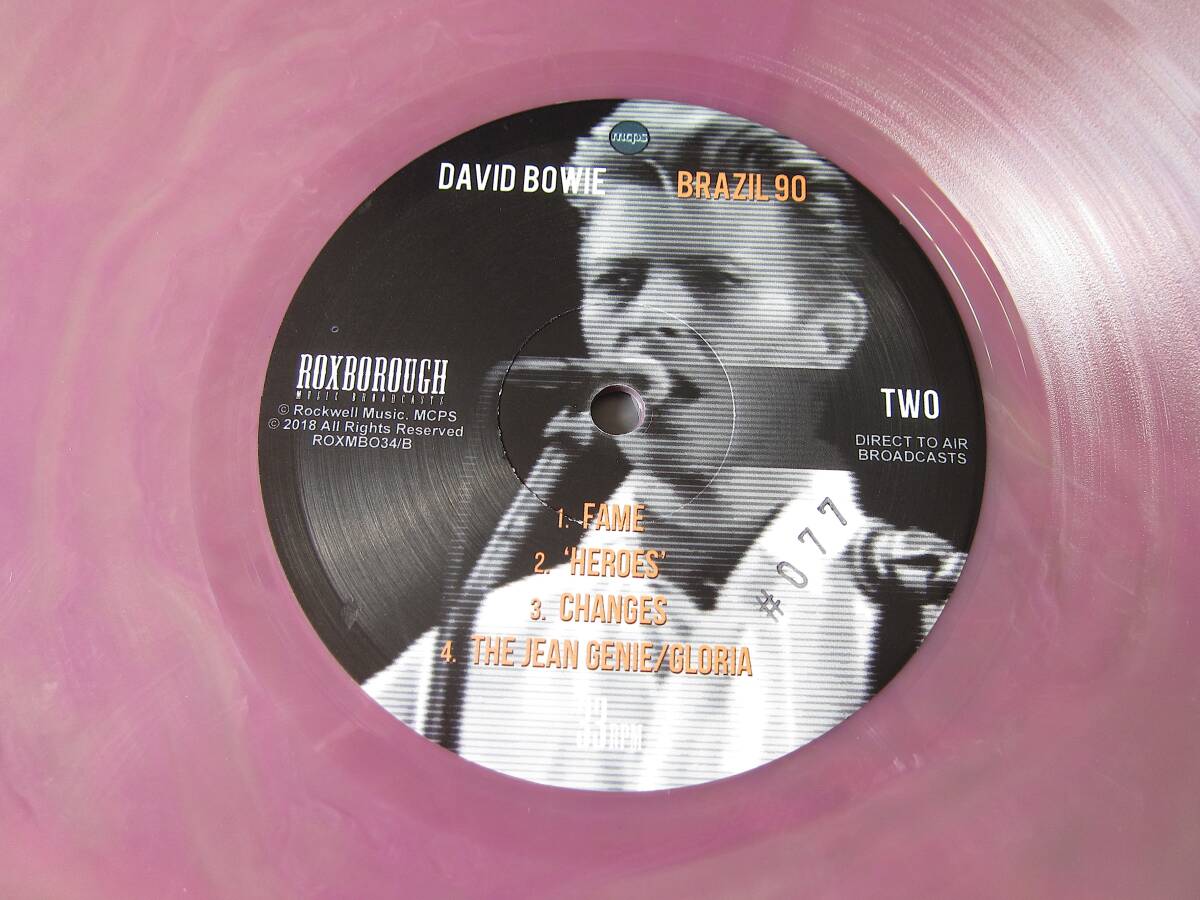 mcps
DAVID BOWIE BRAZIL 90
ROXBOROUGH
MUSIC BROADCASTS
© Rockwell Music. MCPS
© 2018 All Rights Reserved
ROXMBO34/B
TWO
DIRECT TO AIR
BROADCASTS
1. FAME
2. ‘HEROES’
3. CHANGES
4. THE JEAN GENIE/GLORIA
#077
33RPM